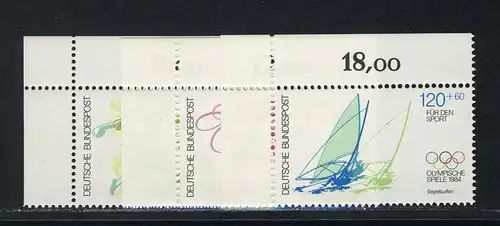 18,00
DEUTSCHE BUNDESPOST
DEUTSCHE BUNDESPOST
DEUTSCHE BUNDESPOST
120+60
FÜR DEN
SPORT
OLYMPISCHE
SPIELE 1984
Segelsurfen